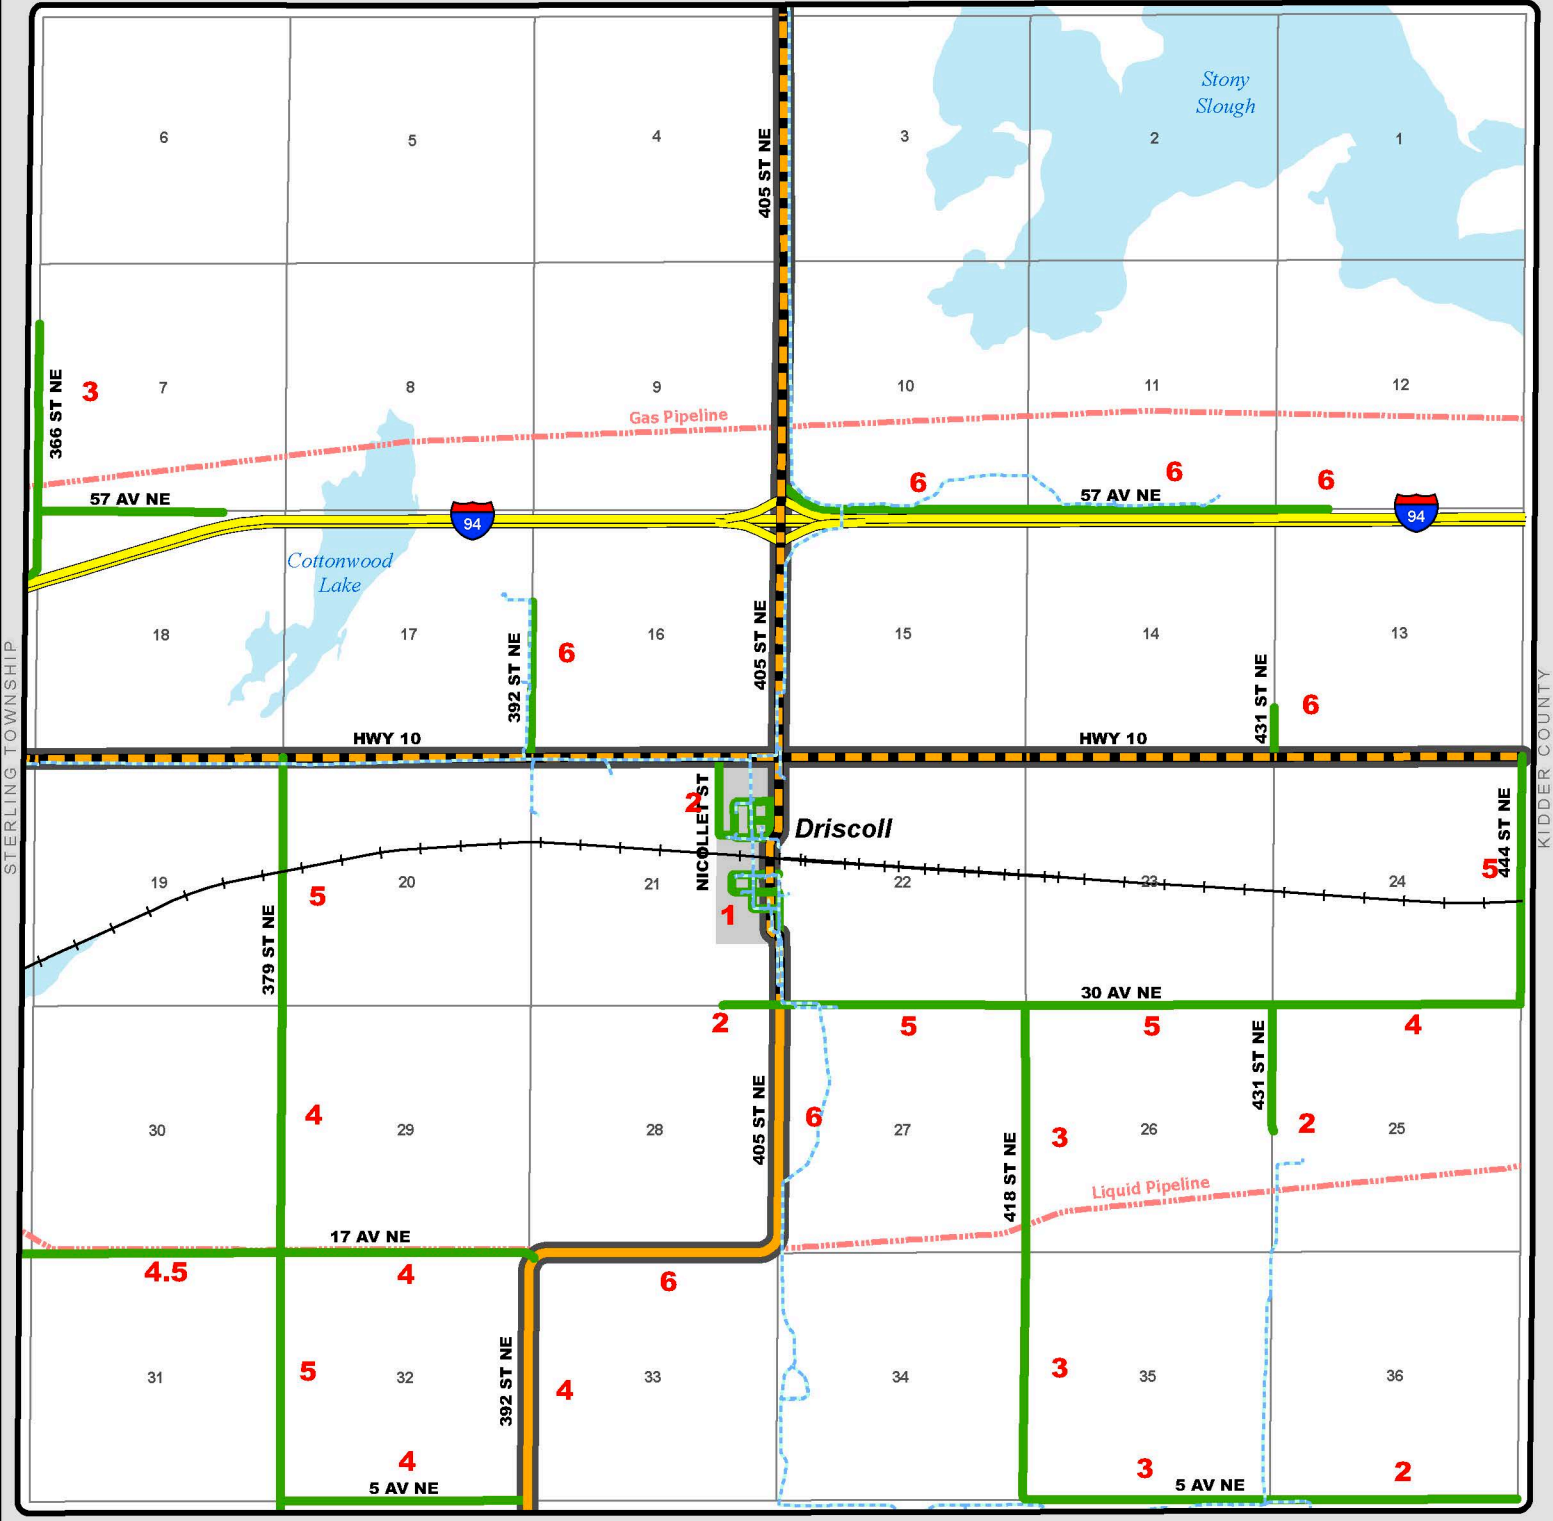 Stony
Slough
6
5
4
3
2
1
405 ST NE
366 ST NE
3
7
8
9
10
11
12
Gas Pipeline
57 AV NE
6
6
6
57 AV NE
94
94
Cottonwood
Lake
18
17
392 ST NE
6
16
405 ST NE
15
14
431 ST NE
6
13
STERLING TOWNSHIP
KIDDER COUNTY
HWY 10
HWY 10
NICOLLET ST
2
Driscoll
444 ST NE
5
19
379 ST NE
5
20
21
1
22
23
24
30 AV NE
2
5
5
4
431 ST NE
30
4
29
28
405 ST NE
6
27
418 ST NE
3
26
2
25
Liquid Pipeline
17 AV NE
4.5
4
6
31
5
32
392 ST NE
4
33
34
3
35
36
4
5 AV NE
3
5 AV NE
2